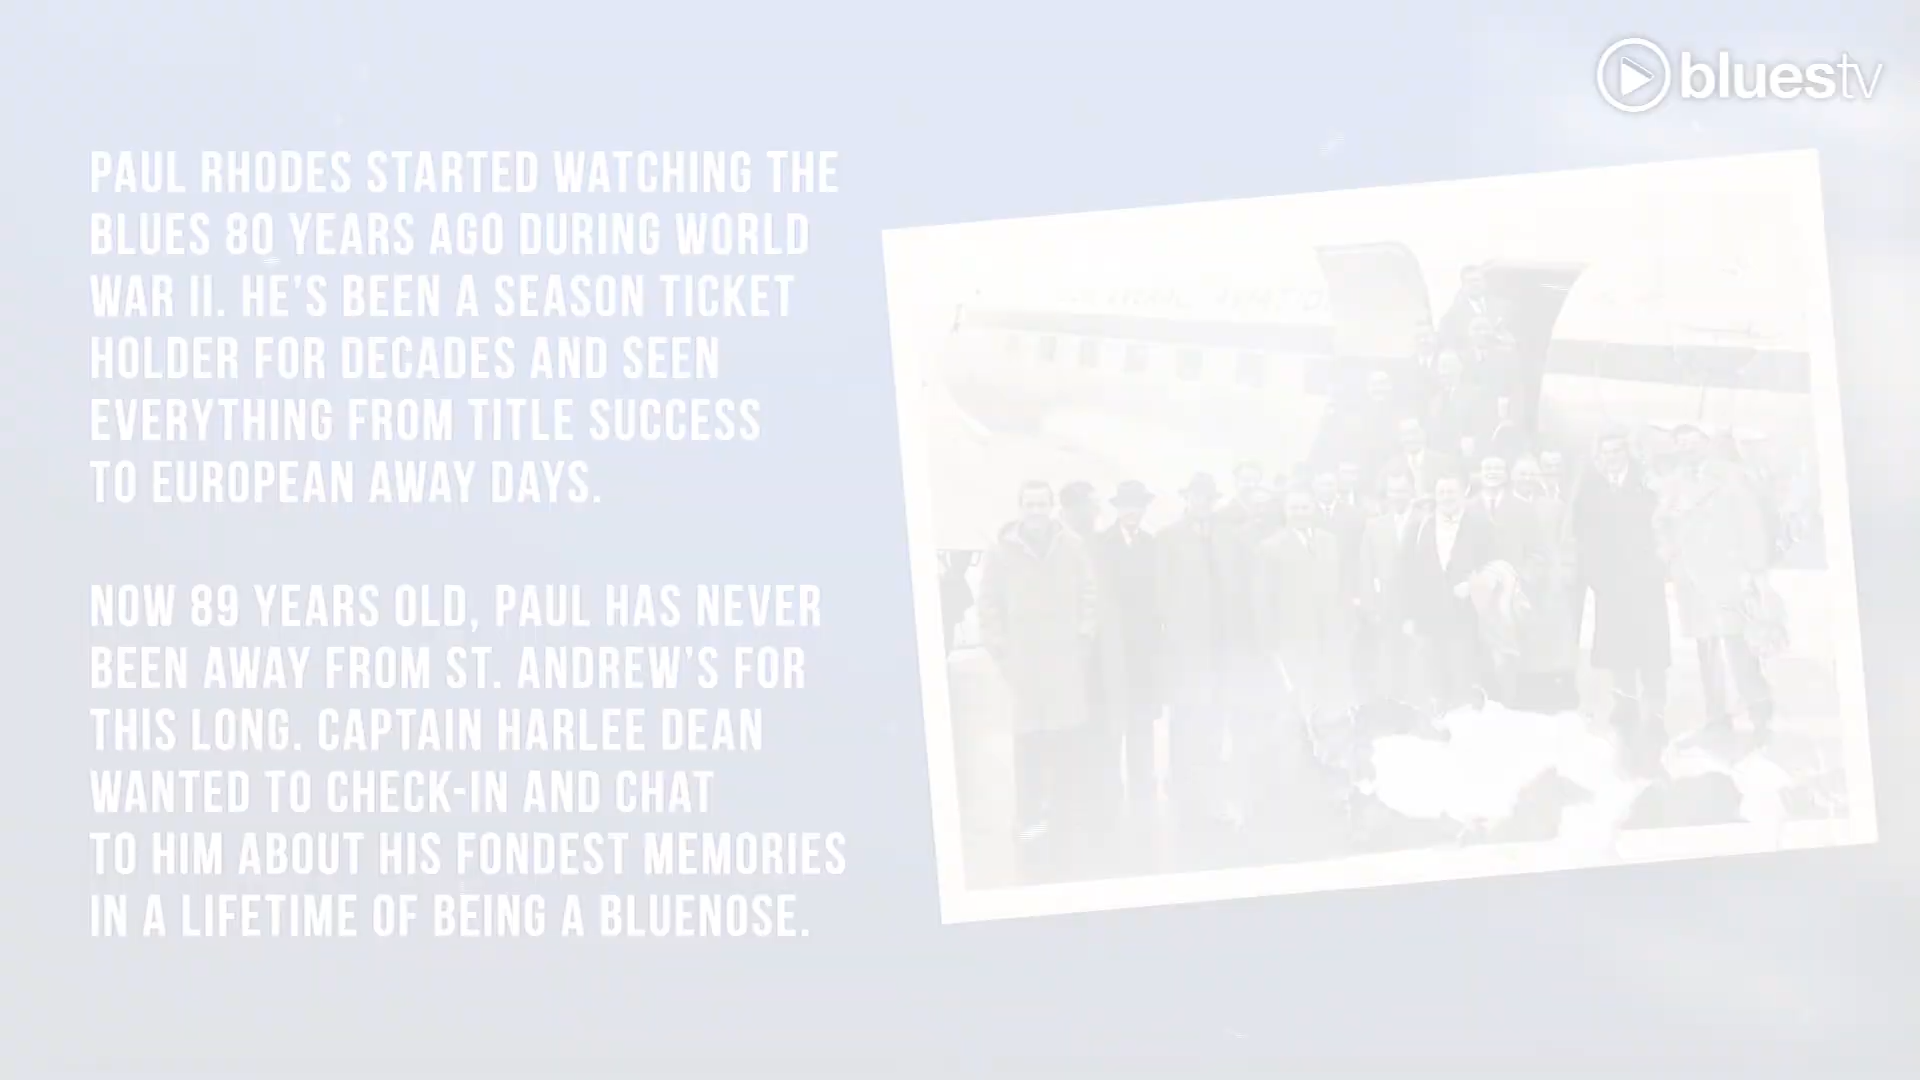 bluestv
PAUL RHODES STARTED WATCHING THE
BLUES 80 YEARS AGO DURING WORLD
WAR II. HE'S BEEN A SEASON TICKET
HOLDER FOR DECADES AND SEEN
EVERYTHING FROM TITLE SUCCESS
TO EUROPEAN AWAY DAYS.
NOW 89 YEARS OLD, PAUL HAS NEVER
BEEN AWAY FROM ST. ANDREW'S FOR
THIS LONG. CAPTAIN HARLEE DEAN
WANTED TO CHECK-IN AND CHAT
TO HIM ABOUT HIS FONDEST MEMORIES
IN A LIFETIME OF BEING A BLUENOSE.